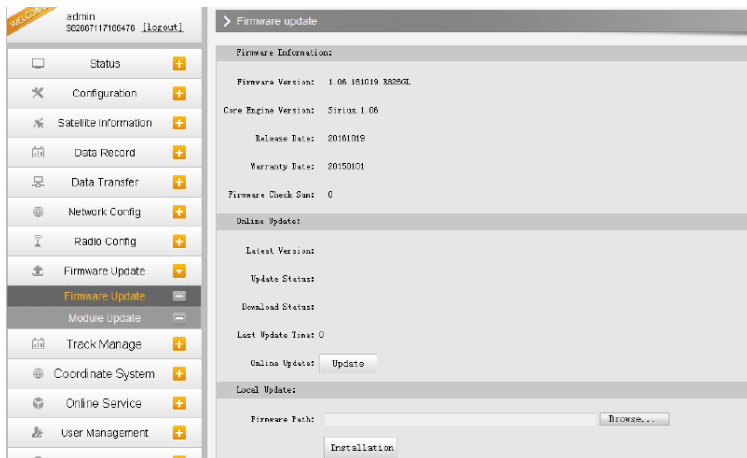 WELCOME
admin
S82667117166476 [logout]
Status
Configuration
Satellite Information
Data Record
Data Transfer
Network Config
Radio Config
Firmware Update
Firmware Update
Module Update
Track Manage
Coordinate System
Online Service
User Management
Firmware update
Firmware Information:
Firmware Version: 1.06.161019.RS26GL
Core Engine Version: Sirius.1.06
Release Date: 20161019
Warranty Date: 20150101
Firmware Check Sum: 0
Online Update:
Latest Version:
Update Status:
Download Status:
Last Update Time: 0
Online Update: Update
Local Update:
Firmware Path: Browse...
Installation